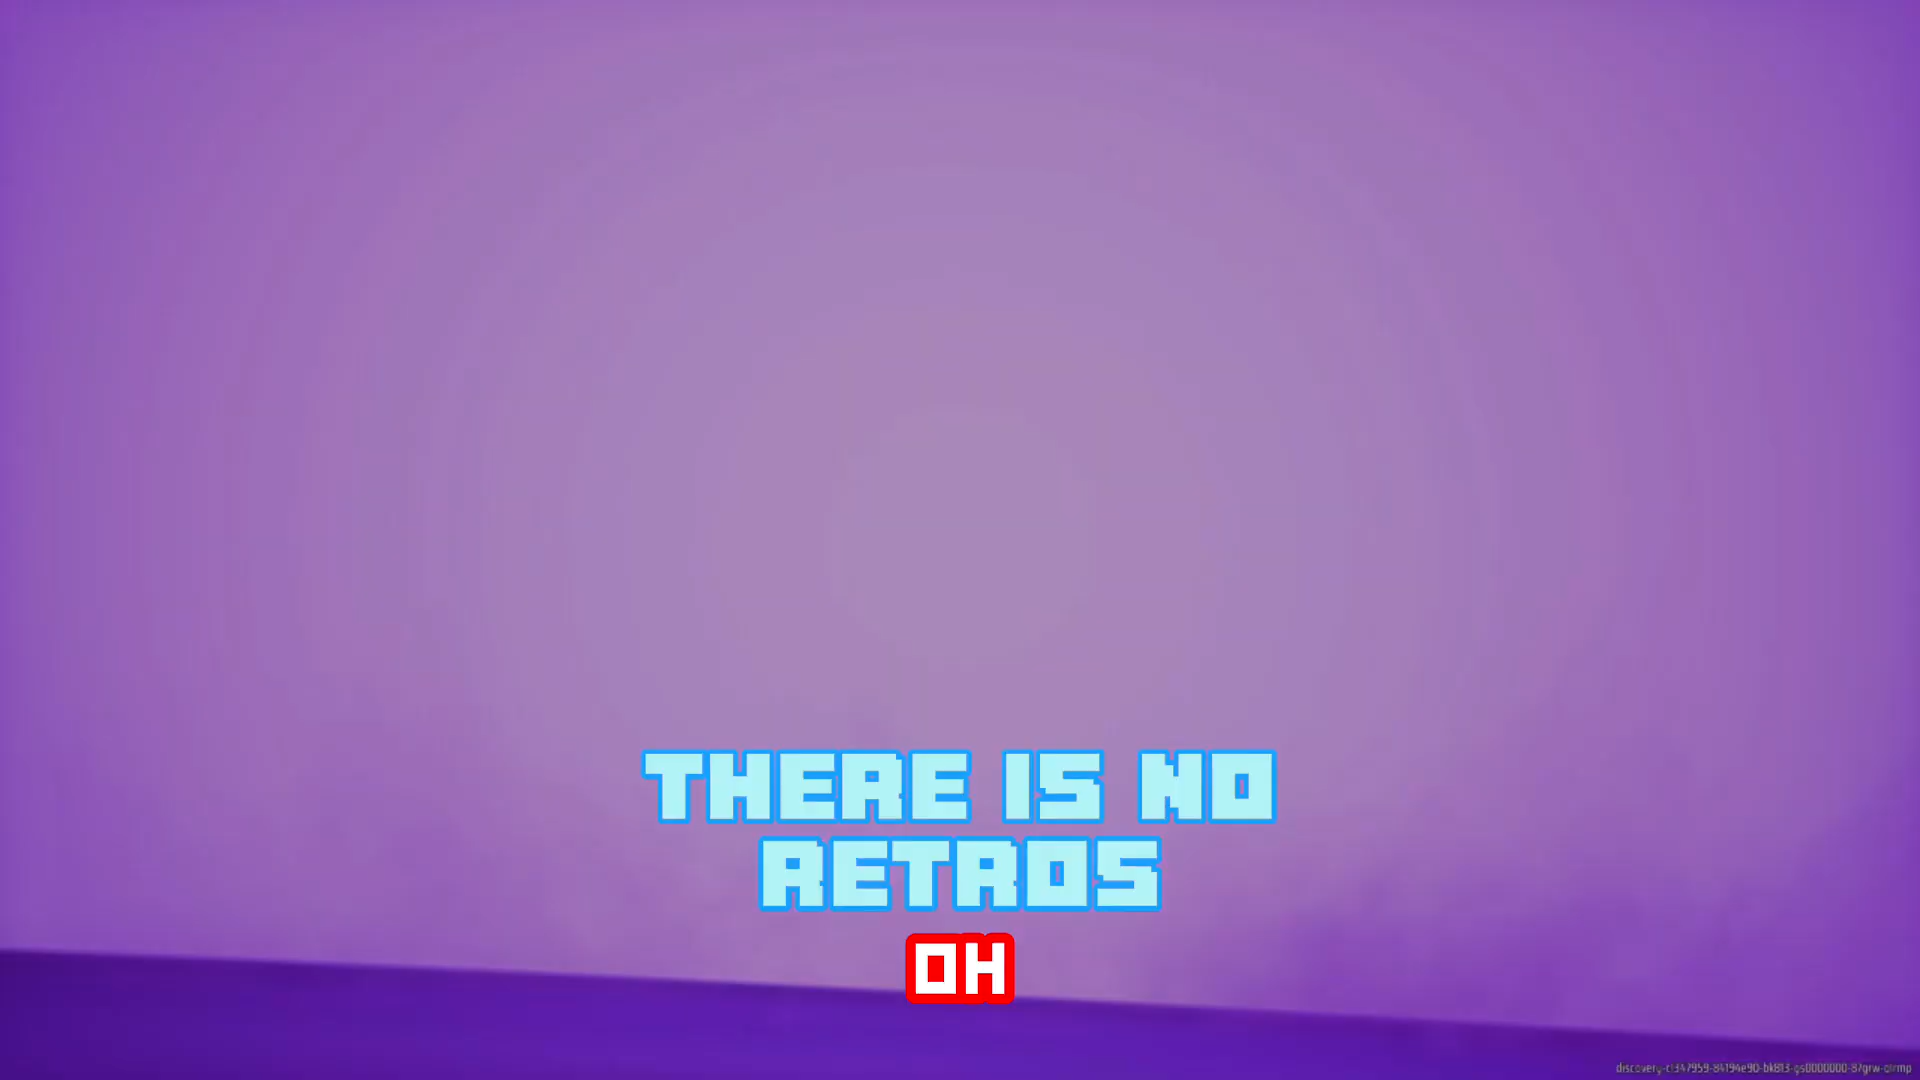 THERE IS NO
RETROS
OH